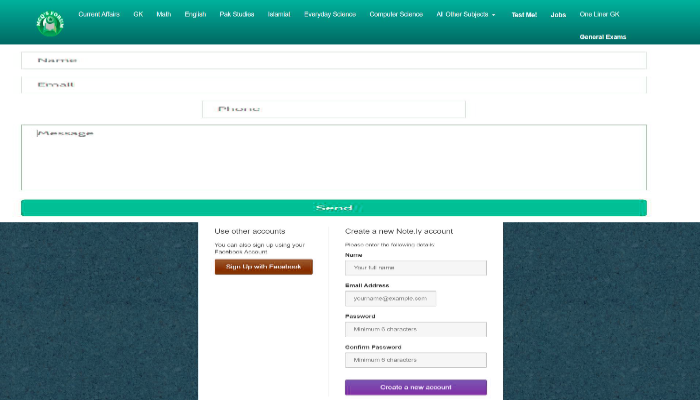 MCQ'S FORUM
Current Affairs GK Math English Pak Studies Islamiat Everyday Science Computer Science All Other Subjects Test Me! Jobs One Liner GK
General Exams
Name
Email
Phone
Message
Send
Use other accounts
You can also sign up using your
Facebook Account
Sign Up with Facebook
Create a new Note.ly account
Please enter the following details
Name
Your full name
Email Address
yourname@example.com
Password
Minimum 6 characters
Confirm Password
Minimum 6 characters
Create a new account